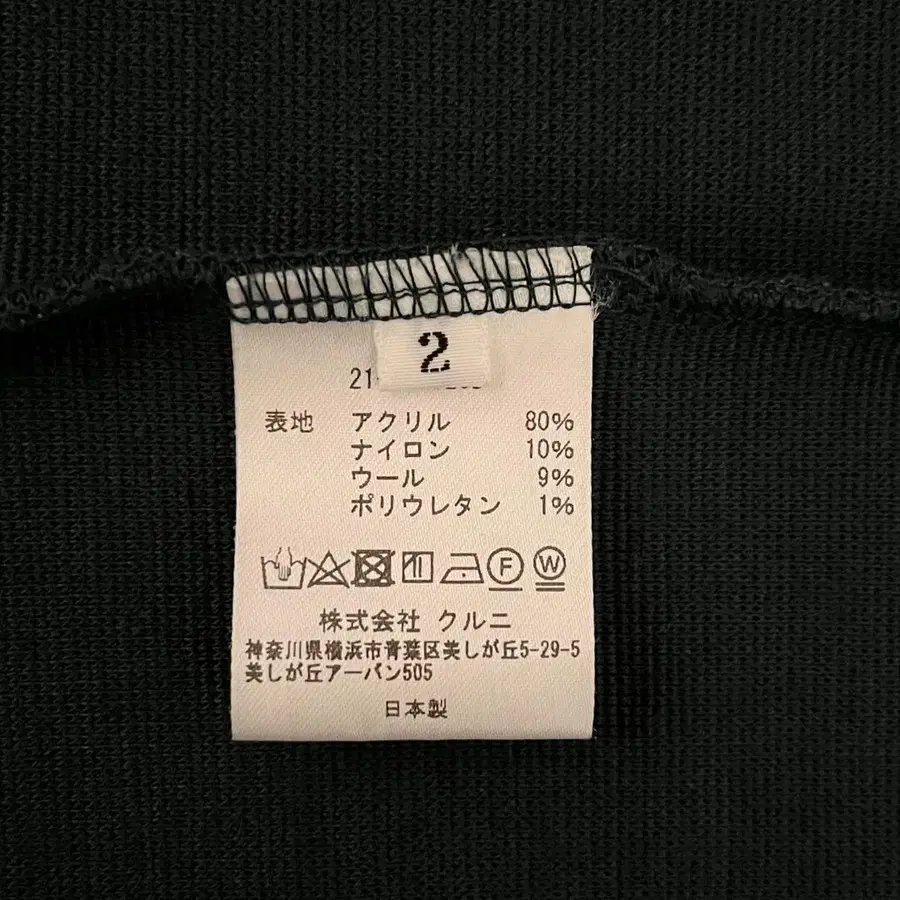 2
21
表地 アクリル 80%
ナイロン 10%
ウール 9%
ポリウレタン 1%
F W
株式会社 クルニ
神奈川県横浜市青葉区美しが丘5-29-5
美しが丘アーバン505
日本製